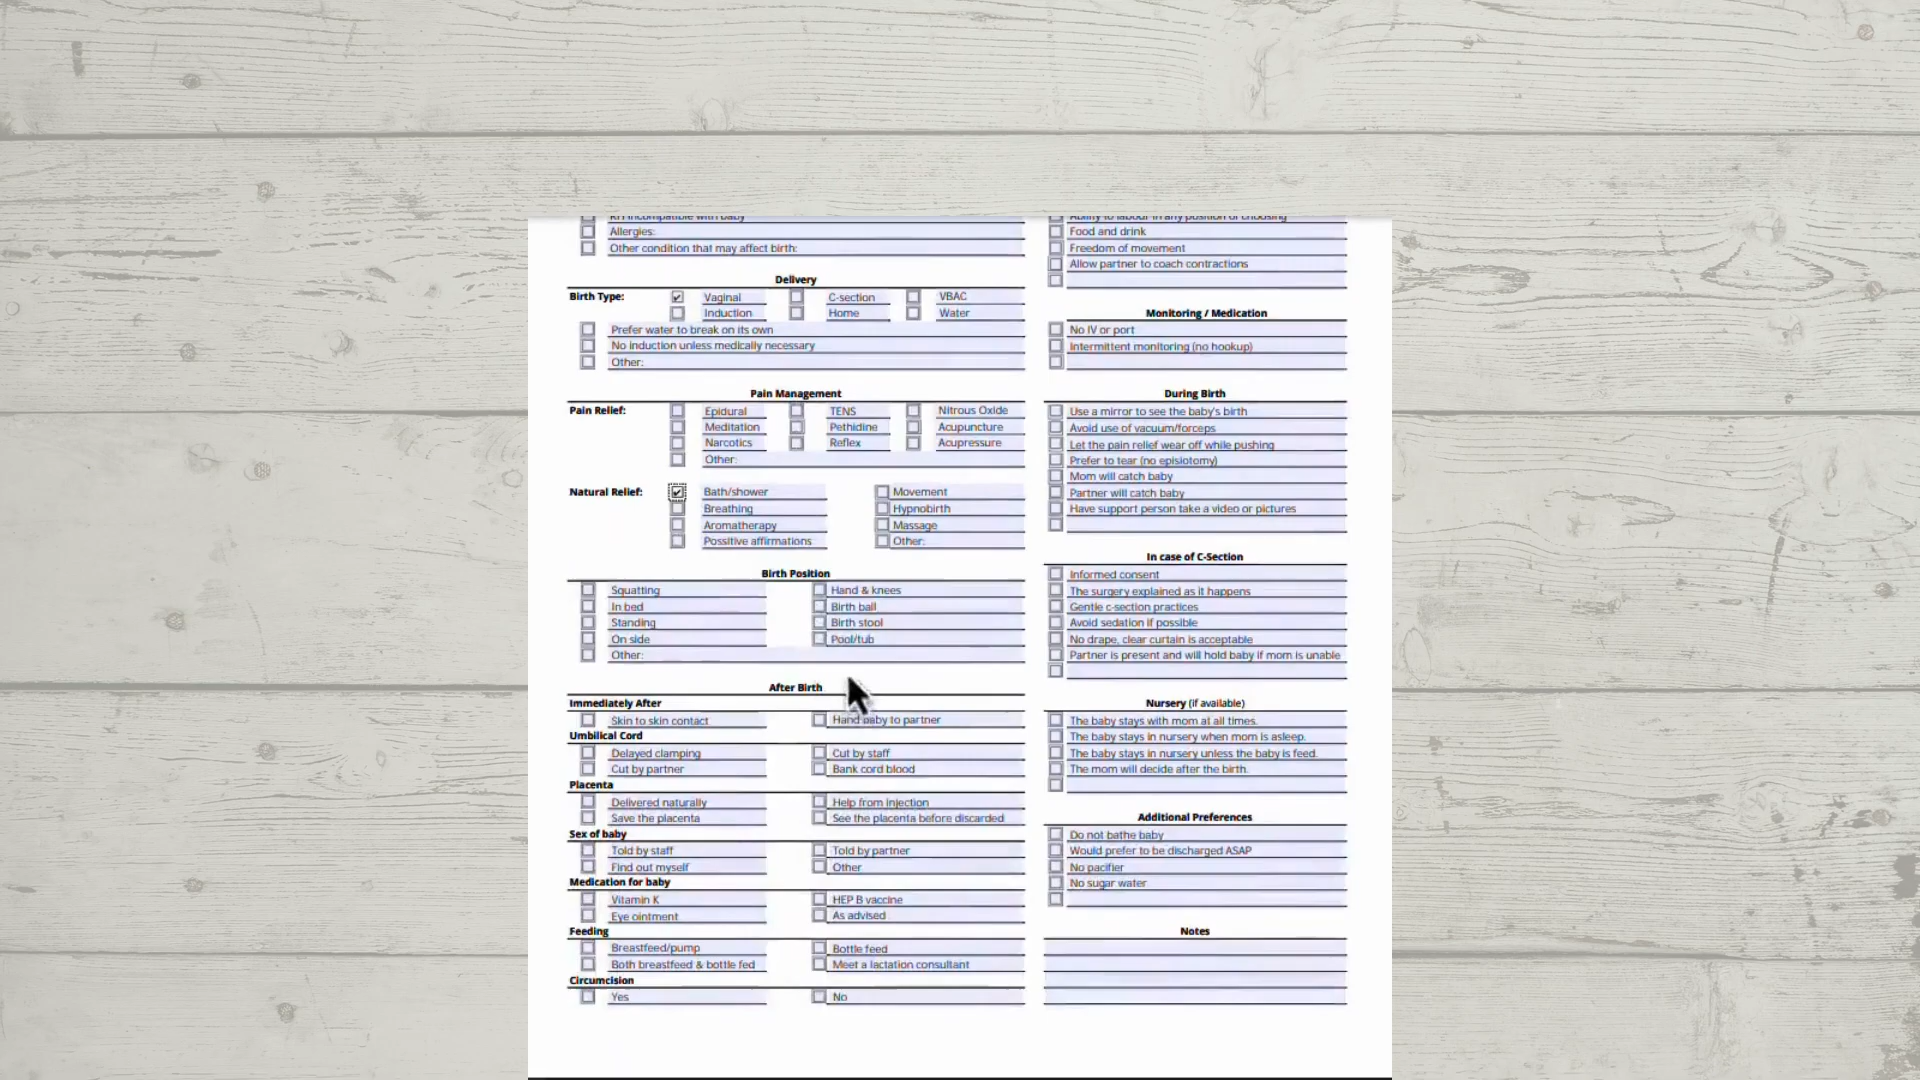 RH incompatible with baby
Allergies:
Other condition that may affect birth:
Delivery
Birth Type: Vaginal C-section VBAC
Induction Home Water
Prefer water to break on its own
No induction unless medically necessary
Other:
Pain Management
Pain Relief: Epidural TENS Nitrous Oxide
Meditation Pethidine Acupuncture
Narcotics Reflex Acupressure
Other:
Natural Relief: Bath/shower Movement
Breathing Hypnobirth
Aromatherapy Massage
Possitive affirmations Other:
Birth Position
Squatting Hand & knees
In bed Birth ball
Standing Birth stool
On side Pool/tub
Other:
After Birth
Immediately After
Skin to skin contact Hand baby to partner
Umbilical Cord
Delayed clamping Cut by staff
Cut by partner Bank cord blood
Placenta
Delivered naturally Help from injection
Save the placenta See the placenta before discarded
Sex of baby
Told by staff Told by partner
Find out myself Other
Medication for baby
Vitamin K HEP B vaccine
Eye ointment As advised
Feeding
Breastfeed/pump Bottle feed
Both breastfeed & bottle fed Meet a lactation consultant
Circumcision
Yes No
Ability to labour in any position of choosing
Food and drink
Freedom of movement
Allow partner to coach contractions
Monitoring / Medication
No IV or port
Intermittent monitoring (no hookup)
During Birth
Use a mirror to see the baby's birth
Avoid use of vacuum/forceps
Let the pain relief wear off while pushing
Prefer to tear (no episiotomy)
Mom will catch baby
Partner will catch baby
Have support person take a video or pictures
In case of C-Section
Informed consent
The surgery explained as it happens
Gentle c-section practices
Avoid sedation if possible
No drape, clear curtain is acceptable
Partner is present and will hold baby if mom is unable
Nursery (if available)
The baby stays with mom at all times.
The baby stays in nursery when mom is asleep.
The baby stays in nursery unless the baby is feed.
The mom will decide after the birth.
Additional Preferences
Do not bathe baby
Would prefer to be discharged ASAP
No pacifier
No sugar water
Notes